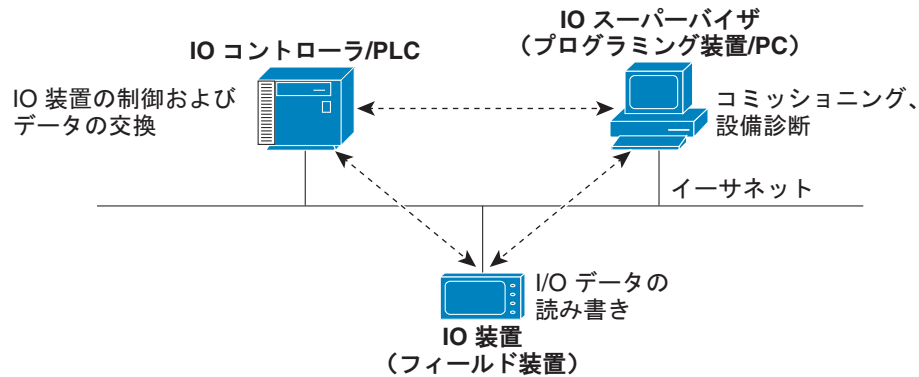 IO スーパーバイザ
（プログラミング装置/PC）
IO コントローラ/PLC
IO 装置の制御および
データの交換
コミッショニング、
設備診断
イーサネット
I/O データの
読み書き
IO 装置
（フィールド装置）